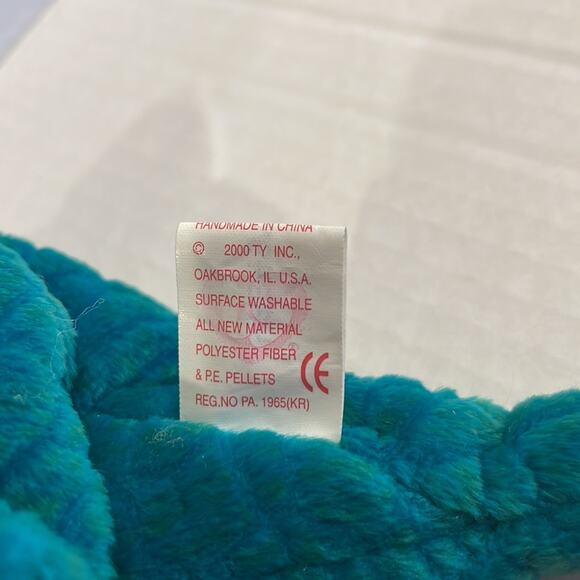 HANDMADE IN CHINA
© 2000 TY INC.,
OAKBROOK, IL. U.S.A.
SURFACE WASHABLE
ALL NEW MATERIAL
POLYESTER FIBER
& P.E. PELLETS CE
REG.NO PA. 1965(KR)